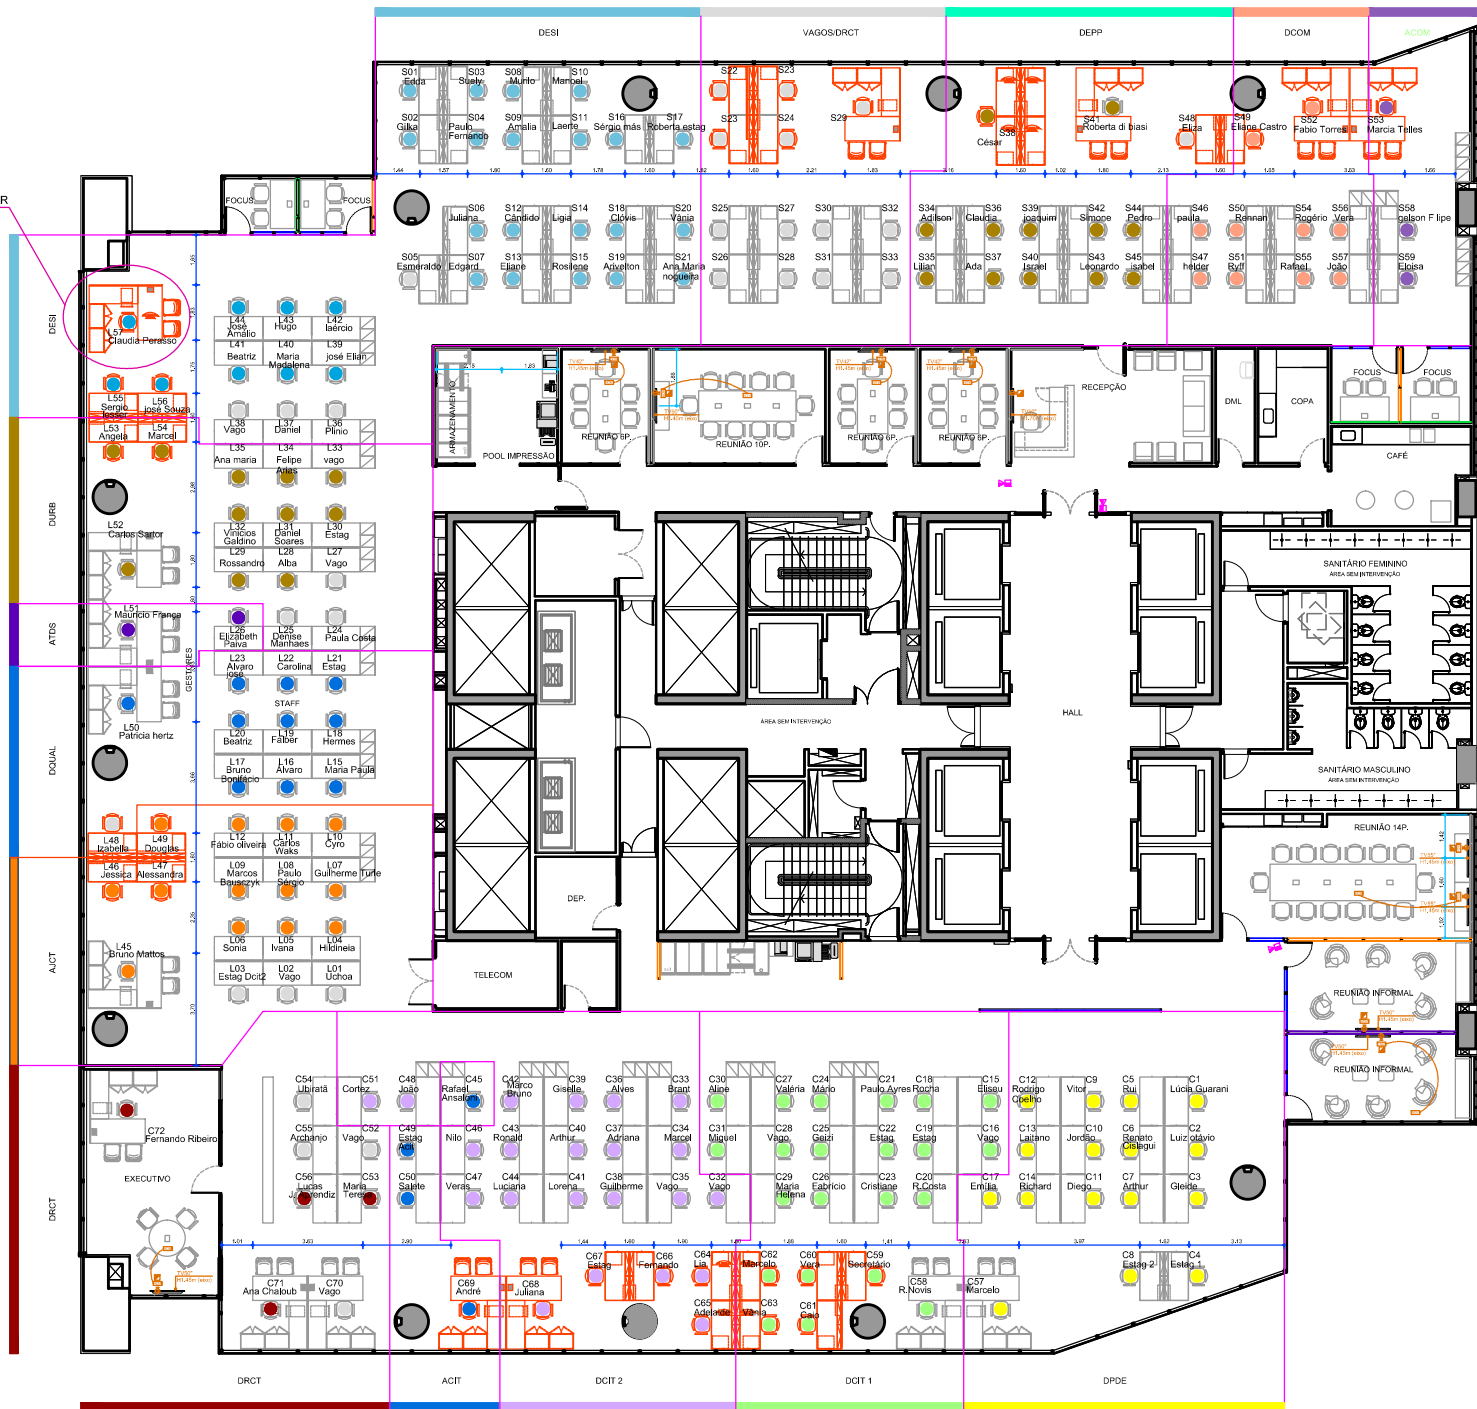 DESI
VAGOS/DRCT
DEPP
DCOM
ACOM
S01
Edda
S03
Suely
S08
Murilo
S10
Manoel
S22
S23
S02
Gilka
S04
Paulo
Fernando
S09
Amalia
S11
Laerte
S16
Sérgio más
S17
Roberta estag
S23
S24
S29
S38
César
S41
Roberta di biasi
S48
Eliza
S49
Eliane Castro
S52
Fabio Torres
S53
Marcia Telles
R
FOCUS
FOCUS
S06
Juliana
S12
Cândido
S14
Ligia
S18
Clóvis
S20
Vânia
S25
S27
S30
S32
S34
Adilson
S36
Claudia
S39
joaquim
S42
Simone
S44
Pedro
S46
paula
S50
Rennan
S54
Rogério
S56
Vera
S58
S05
Esmeraldo
S07
Edgard
S13
Eliane
S15
Rosilene
S19
Arivelton
S21
Ana Maria
nogueira
S26
S28
S31
S33
S35
Lilian
S37
Ada
S40
Israel
S43
Leonardo
S45
isabel
S47
helder
S51
Ryff
S55
Rafael
S57
João
S59
Eloisa
DESI
L57
Claudia Perasso
L44
José
Amálio
L43
Hugo
L42
laércio
L41
Beatriz
L40
Maria
Madalena
L39
josé Elian
L55
Sergio
L56
josé Souza
L53
Angela
L54
Marcel
L38
Vago
L37
Daniel
L36
Plínio
L35
Ana maria
L34
Felipe
Arias
L33
vago
DURB
L52
Carlos Sartor
L32
Vinicios
Galdino
L31
Daniel
Soares
L30
Estag
L29
Rossandro
L28
Alba
L27
Vago
ATDS
L51
Mauricio França
L26
Elizabeth
Paiva
L25
Denise
Manhaes
L24
Paula Costa
GESTORES
L23
Alvaro
josé
L22
Carolina
L21
Estag
STAFF
DQUAL
L50
Patricia hertz
L20
Beatriz
L19
Falber
L18
Hermes
L17
Bruno
Bonifácio
L16
Alvaro
L15
Maria Paula
L48
Izabella
L49
Douglas
L46
Jessica
L47
Alessandra
L12
Fábio oliveira
L11
Carlos
Waks
L10
Cyro
L09
Marcos
Bausczyk
L08
Paulo
Sérgio
L07
Guilherme Turle
AJCT
L45
Bruno Mattos
L06
Sonia
L05
Ivana
L04
Hildineia
L03
Estag Dcit2
L02
Vago
L01
Uchoa
ARMAZENAMENTO
POOL IMPRESSÃO
REUNIÃO 6P.
REUNIÃO 10P.
REUNIÃO 6P.
REUNIÃO 6P.
RECEPÇÃO
DML
COPA
FOCUS
FOCUS
CAFÉ
SANITÁRIO FEMININO
ÁREA SEM INTERVENÇÃO
ÁREA SEM INTERVENÇÃO
HALL
SANITÁRIO MASCULINO
ÁREA SEM INTERVENÇÃO
REUNIÃO 14P.
DEP.
TELECOM
REUNIÃO INFORMAL
REUNIÃO INFORMAL
DRCT
C72
Fernando Ribeiro
EXECUTIVO
C54
Ubiratã
C51
Cortez
C48
João
C45
Rafael
Ansaloni
C42
Marco
Bruno
C39
Giselle
C36
Alves
C33
Brant
C30
Aline
C27
Valéria
C24
Mário
C21
Paulo Ayres
C18
Rocha
C15
Eliseu
C12
Rodrigo
Coelho
C9
Vitor
C5
Rui
C1
Lúcia Guarani
C55
Archanjo
C52
Vago
C49
Estag
Acit
C46
Nilo
C43
Ronald
C40
Arthur
C37
Adriana
C34
Marcel
C31
Miguel
C28
Vago
C25
Geizi
C22
Estag
C19
Estag
C16
Vago
C13
Laitano
C10
Jordão
C6
Renato
Cislagui
C2
Luiz otávio
C56
Lucas
C53
Maria
Teresa
C50
Salete
C47
Veras
C44
Luciana
C41
Lorena
C38
Guilherme
C35
Vago
C32
Vago
C29
Maria
Helena
C26
Fabrício
C23
Cristiane
C20
R.Costa
C17
Emília
C14
Richard
C11
Diego
C7
Arthur
C3
Gleide
C71
Ana Chaloub
C70
Vago
C69
André
C68
Juliana
C67
Estag
C66
Fernando
C64
Lia
C62
Marcelo
C60
Vera
C59
Secretário
C65
Adelaide
C63
Vânia
C61
Caio
C58
R.Novis
C57
Marcelo
C8
Estag 2
C4
Estag 1
DRCT
ACIT
DCIT 2
DCIT 1
DPDE